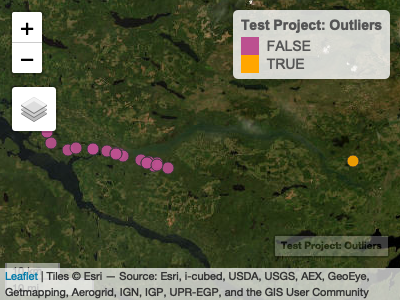 +
Test Project: Outliers
FALSE
TRUE
−
Test Project: Outliers
Leaflet | Tiles © Esri — Source: Esri, i-cubed, USDA, USGS, AEX, GeoEye,
Getmapping, Aerogrid, IGN, IGP, UPR-EGP, and the GIS User Community